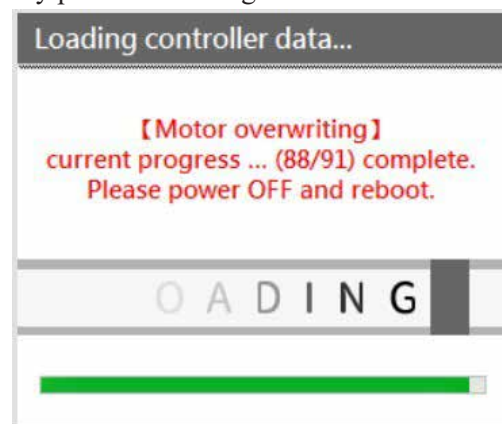 Loading controller data...
【Motor overwriting】
current progress ... (88/91) complete.
Please power OFF and reboot.
OADING